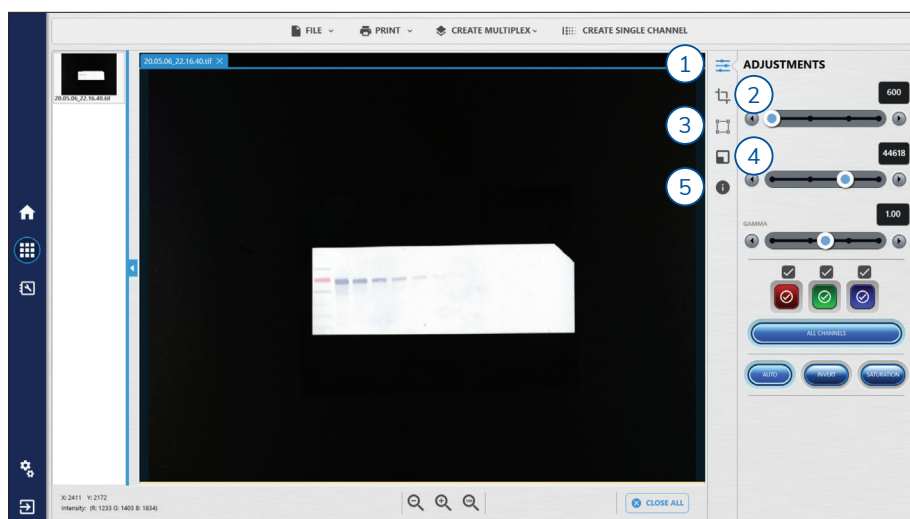 FILE PRINT CREATE MULTIPLEX CREATE SINGLE CHANNEL
20.05.06_22.16.40.tif
20.05.06_22.16.40.tif
1
2
3
4
5
ADJUSTMENTS
600
44618
1.00
GAMMA
ALL CHANNELS
AUTO INVERT SATURATION
X: 2411 Y: 2172
Intensity: (R: 1233 G: 1403 B: 1834)
CLOSE ALL